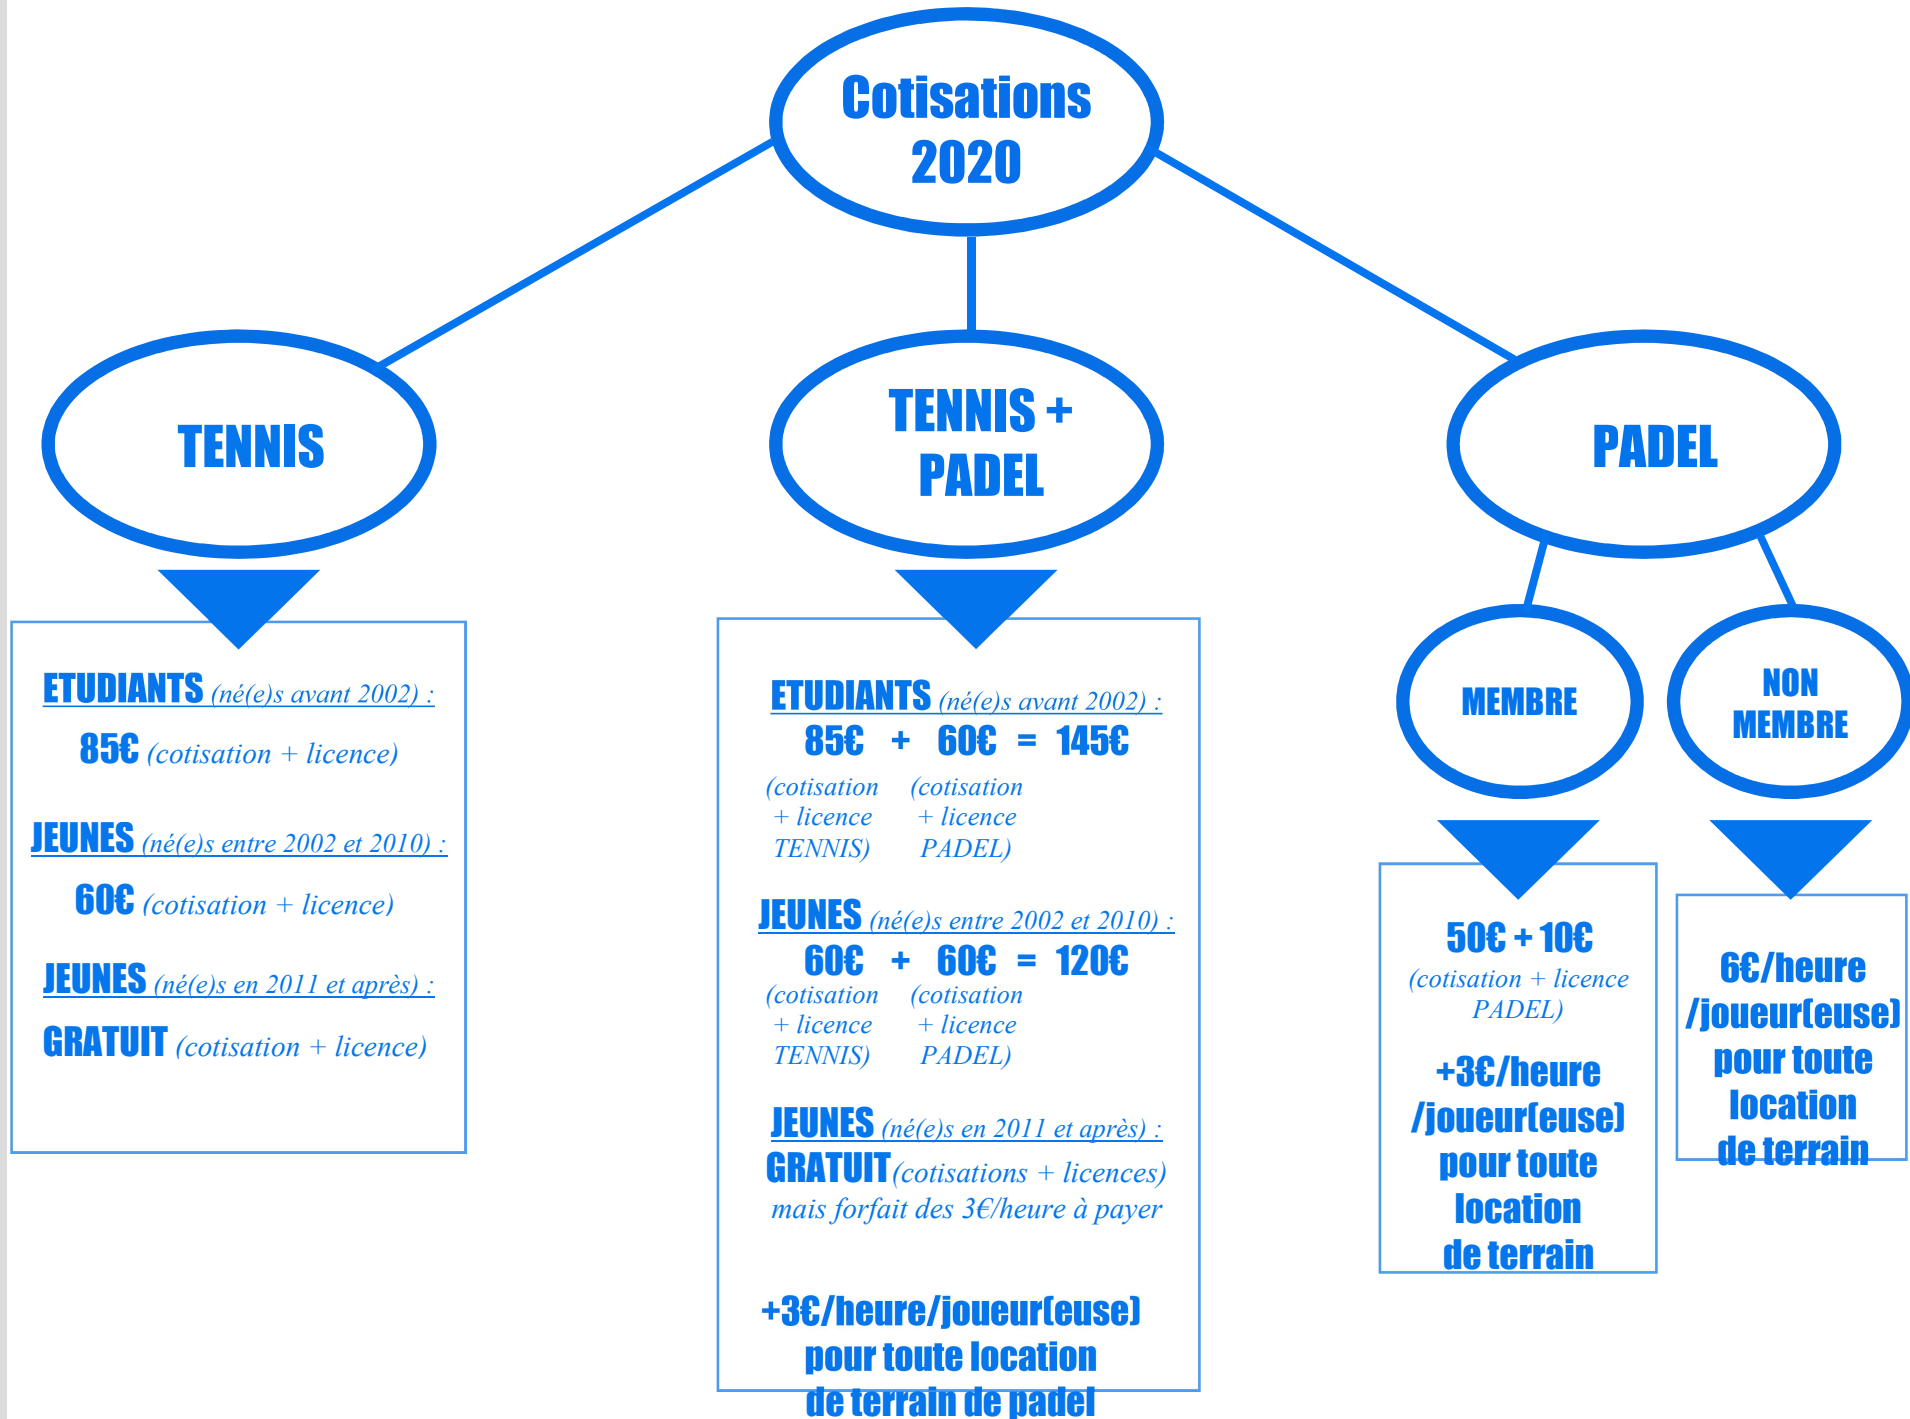 Cotisations
2020
TENNIS
TENNIS +
PADEL
PADEL
MEMBRE
NON
MEMBRE
ETUDIANTS (né(e)s avant 2002) :
85€ (cotisation + licence)
JEUNES (né(e)s entre 2002 et 2010) :
60€ (cotisation + licence)
JEUNES (né(e)s en 2011 et après) :
GRATUIT (cotisation + licence)
ETUDIANTS (né(e)s avant 2002) :
85€ + 60€ = 145€
(cotisation (cotisation
+ licence + licence
TENNIS) PADEL)
JEUNES (né(e)s entre 2002 et 2010) :
60€ + 60€ = 120€
(cotisation (cotisation
+ licence + licence
TENNIS) PADEL)
JEUNES (né(e)s en 2011 et après) :
GRATUIT(cotisations + licences)
mais forfait des 3€/heure à payer
+3€/heure/joueur(euse)
pour toute location
de terrain de padel
50€ + 10€
(cotisation + licence
PADEL)
+3€/heure
/joueur(euse)
pour toute
location
de terrain
6€/heure
/joueur(euse)
pour toute
location
de terrain